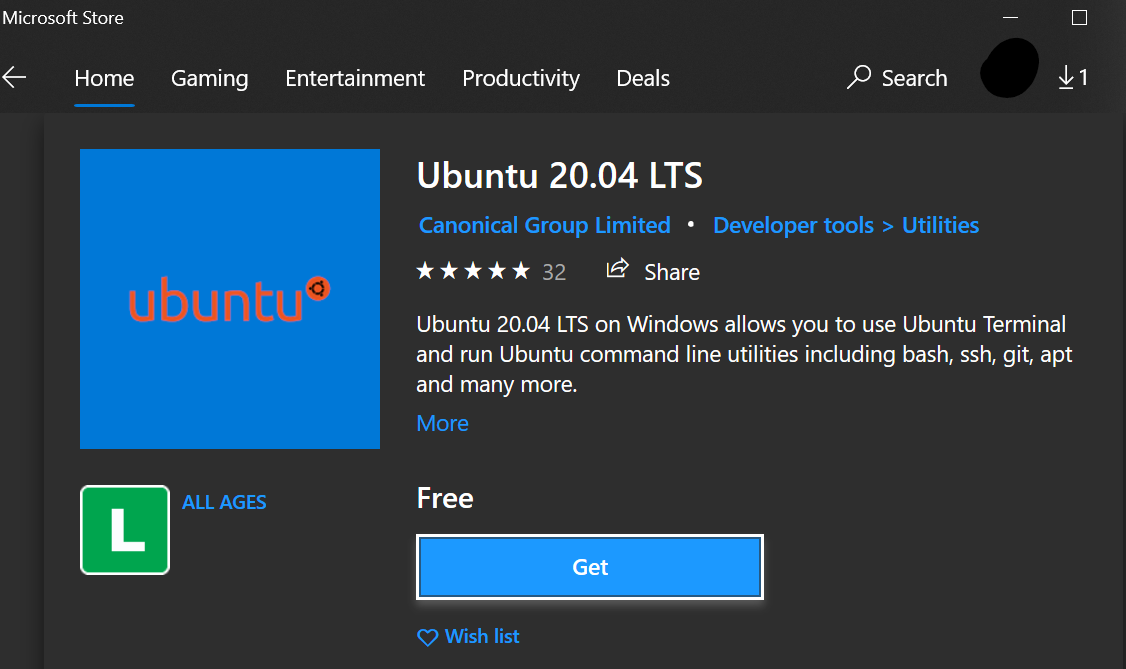 Microsoft Store
Home Gaming Entertainment Productivity Deals Search 1
ubuntu
Ubuntu 20.04 LTS
Canonical Group Limited • Developer tools > Utilities
★★★★★ 32 Share
Ubuntu 20.04 LTS on Windows allows you to use Ubuntu Terminal
and run Ubuntu command line utilities including bash, ssh, git, apt
and many more.
More
L ALL AGES
Free
Get
Wish list